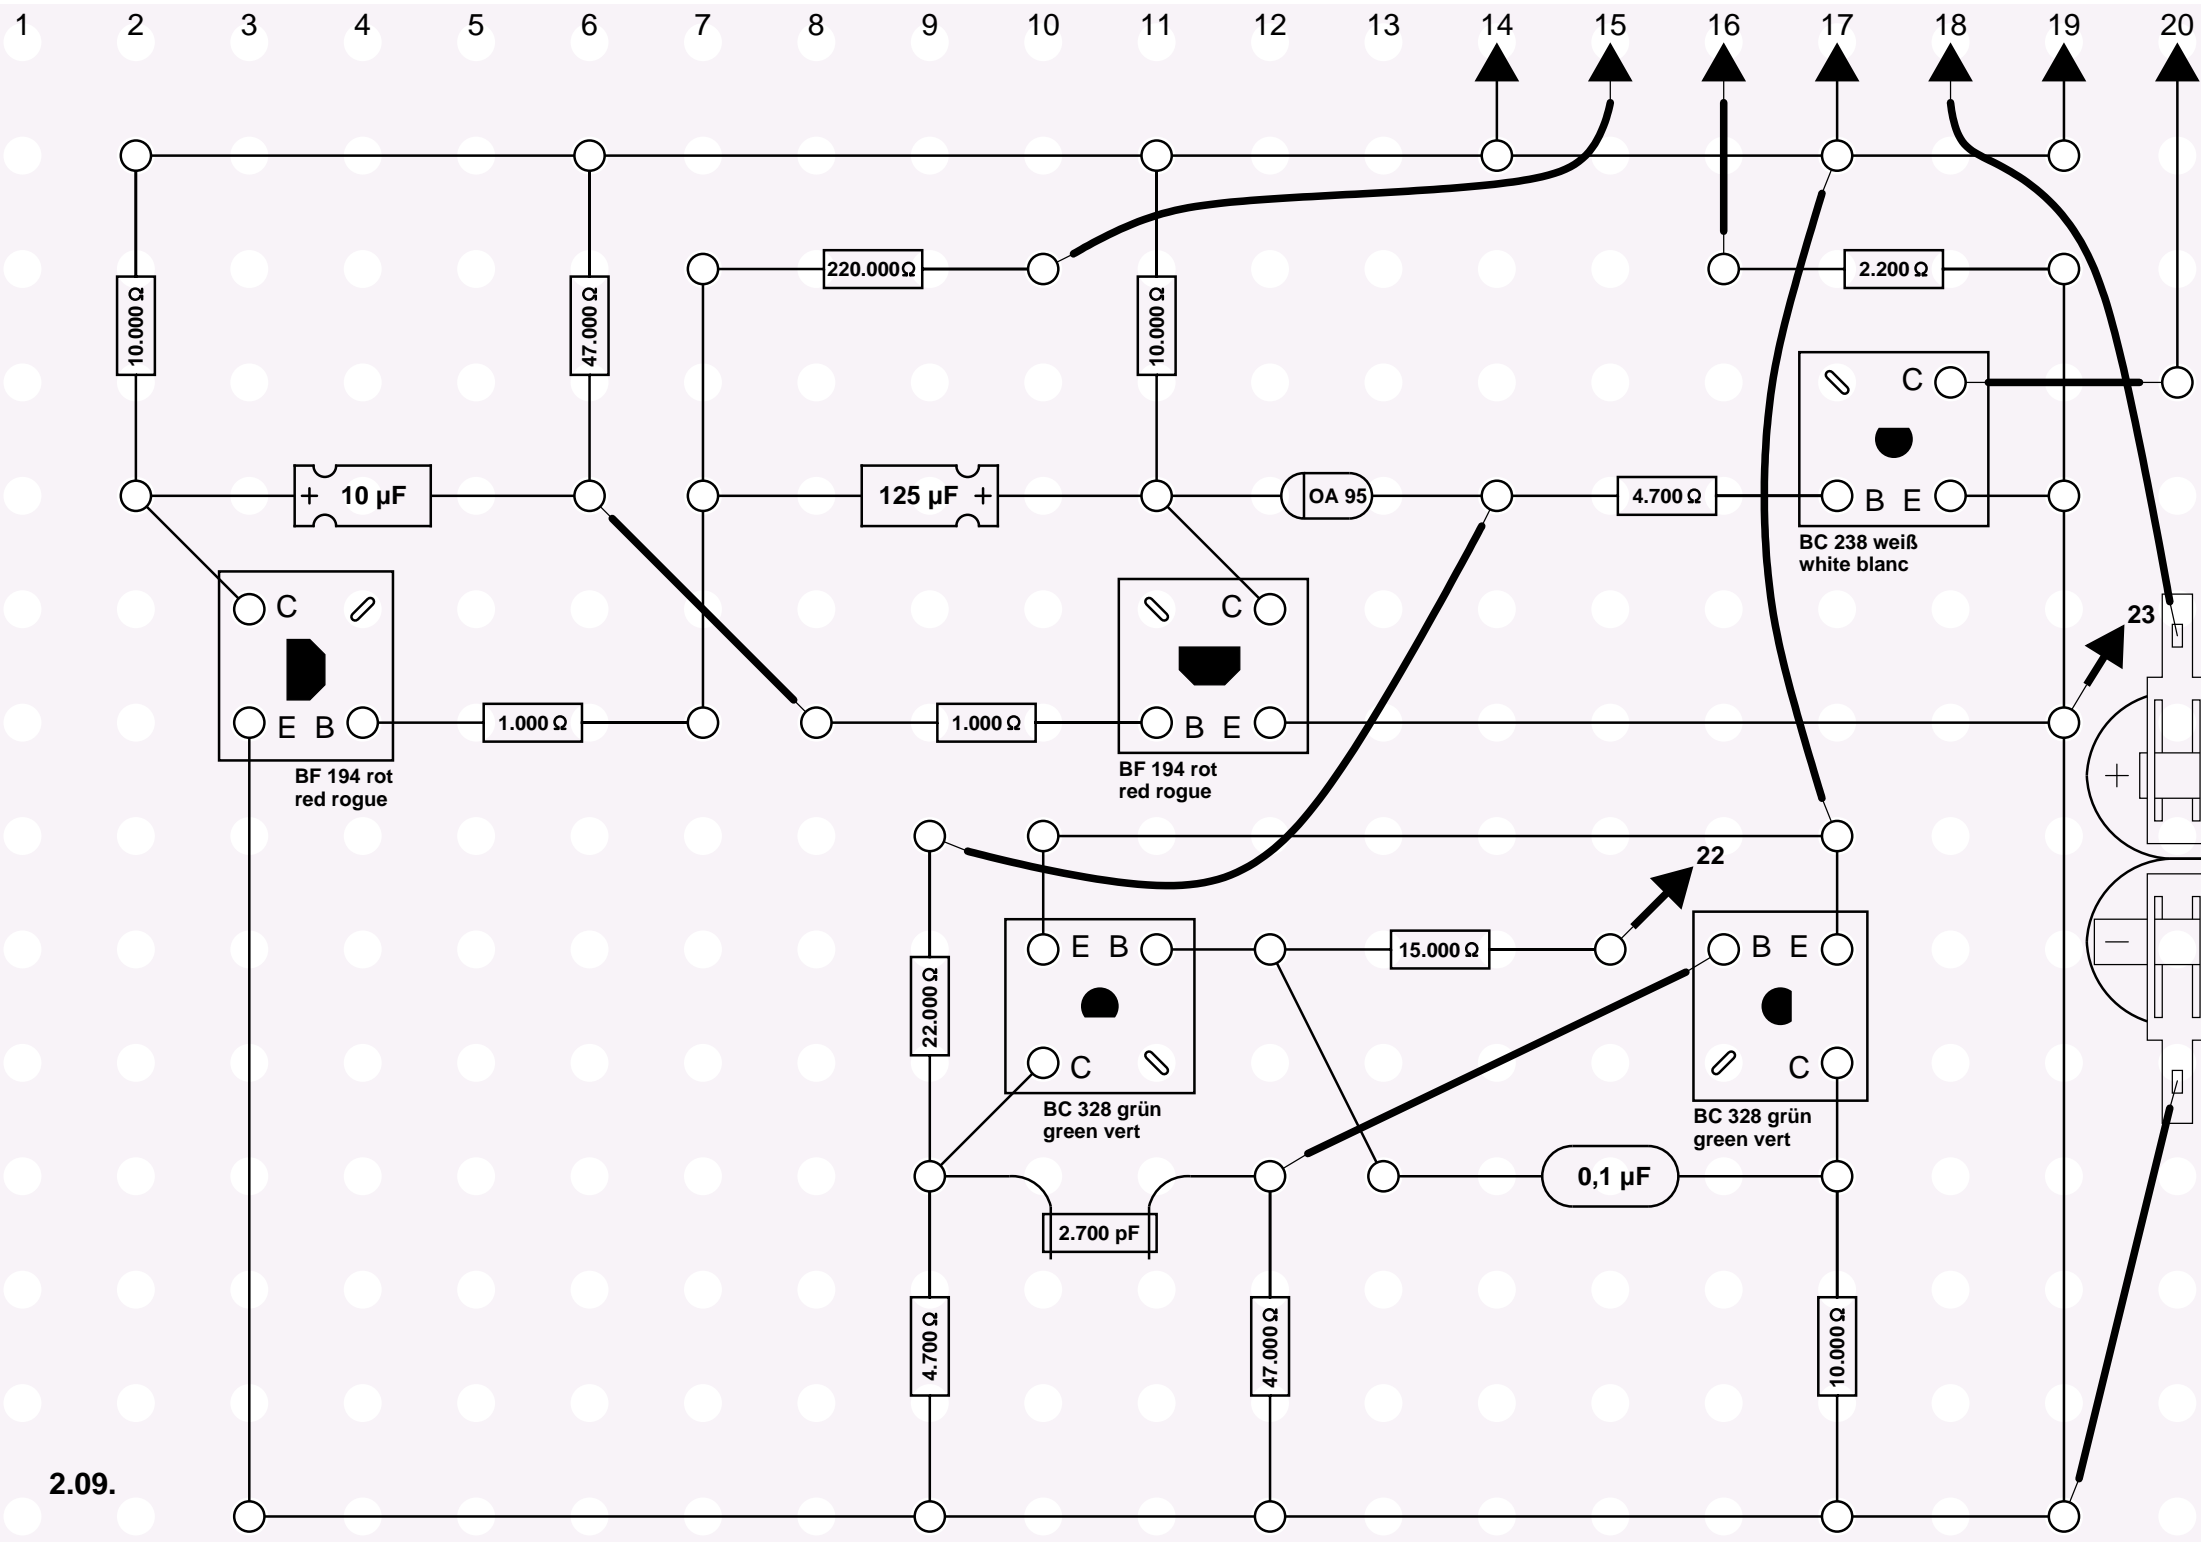 1 2 3 4 5 6 7 8 9 10 11 12 13 14 15 16 17 18 19 20
220.000 Ω
2.200 Ω
10.000 Ω
47.000 Ω
10.000 Ω
C
+ 10 µF
125 µF +
OA 95
4.700 Ω
B E
BC 238 weiß
white blanc
C
C
23
E B
1.000 Ω
1.000 Ω
B E
BF 194 rot
red rogue
BF 194 rot
red rogue
+
22
E B
15.000 Ω
B E
−
22.000 Ω
C
C
BC 328 grün
green vert
BC 328 grün
green vert
0,1 µF
2.700 pF
4.700 Ω
47.000 Ω
10.000 Ω
2.09.